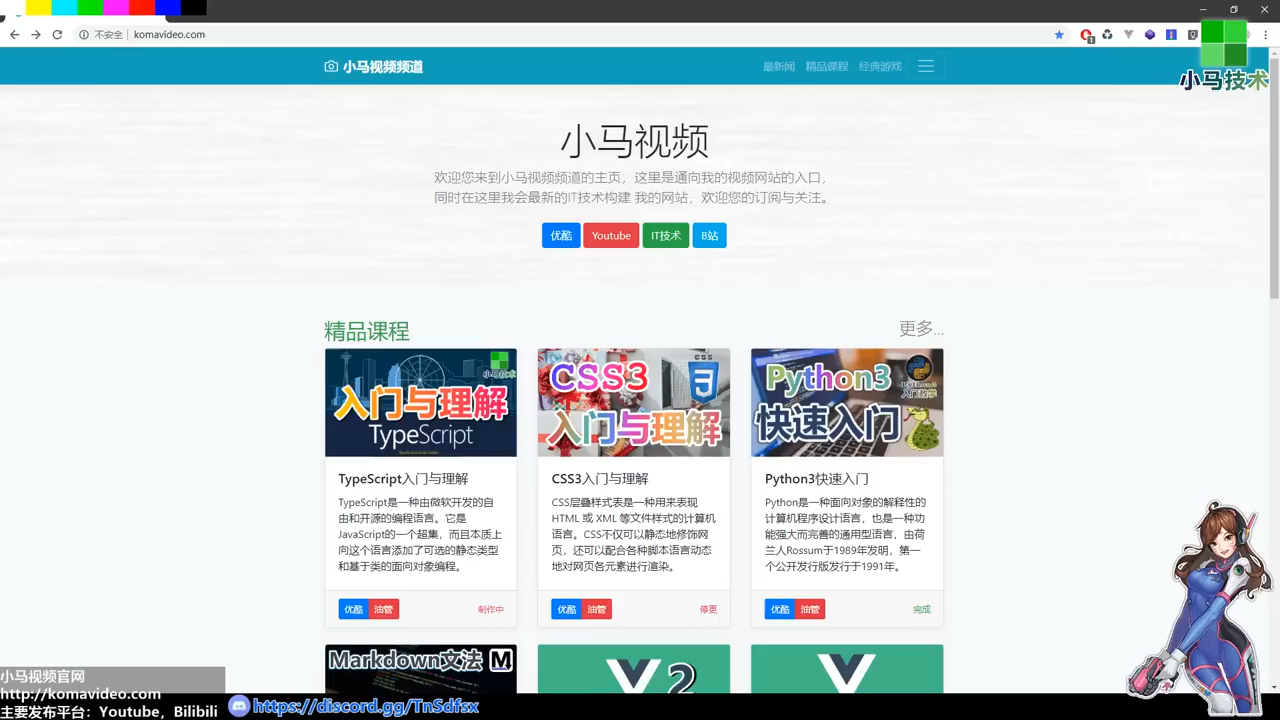 不安全 | komavideo.com
小马视频频道
最新闻 精品课程 经典游戏
小马技术
小马视频
欢迎您来到小马视频频道的主页，这里是通向我的视频网站的入口，
同时在这里我会最新的IT技术构建 我的网站，欢迎您的订阅与关注。
优酷 Youtube IT技术 B站
精品课程
更多...
小马技术
入门与理解
TypeScript
CSS
CSS3
入门与理解
Python3
快速入门
TypeScript入门与理解
TypeScript是一种由微软开发的自
由和开源的编程语言。它是
JavaScript的一个超集，而且本质上
向这个语言添加了可选的静态类型
和基于类的面向对象编程。
优酷 油管 制作中
CSS3入门与理解
CSS层叠样式表是一种用来表现
HTML 或 XML 等文件样式的计算机
语言。CSS不仅可以静态地修饰网
页，还可以配合各种脚本语言动态
地对网页各元素进行渲染。
优酷 油管 停更
Python3快速入门
Python是一种面向对象的解释性的
计算机程序设计语言，也是一种功
能强大而完善的通用型语言，由荷
兰人Rossum于1989年发明，第一
个公开发行版发行于1991年。
优酷 油管 完成
Markdown文法 M
2
小马视频官网
http://komavideo.com
主要发布平台：Youtube，Bilibili
https://discord.gg/TnSdfsx